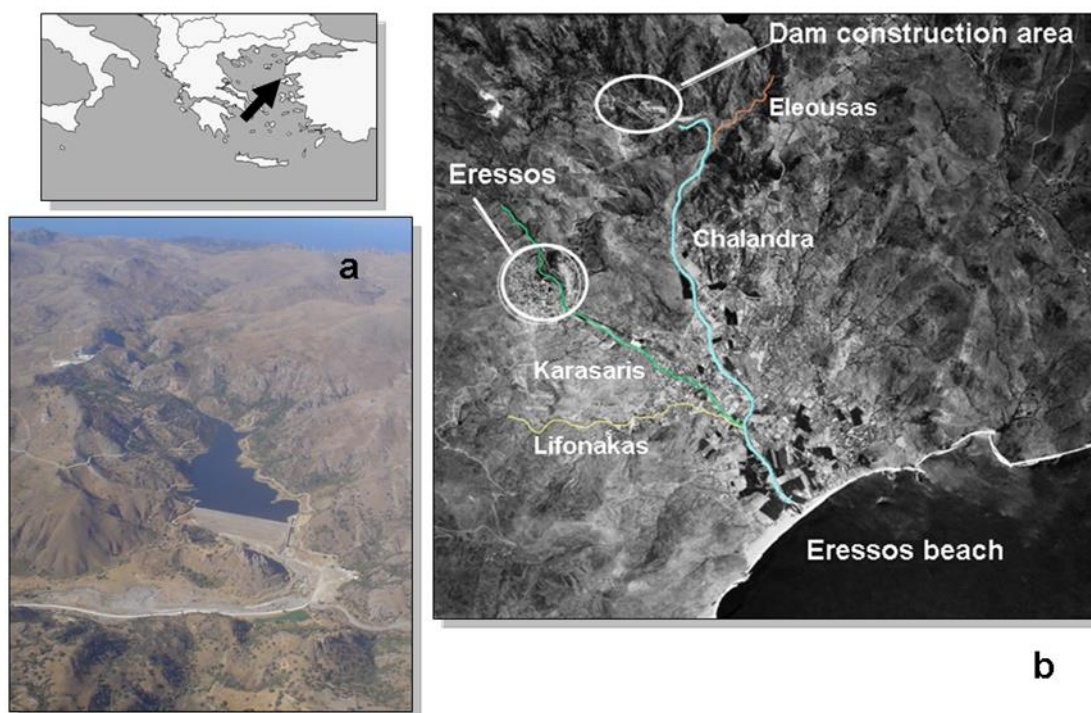 a
Dam construction area
Eleousas
Eressos
Chalandra
Karasaris
Lifonakas
Eressos beach
b